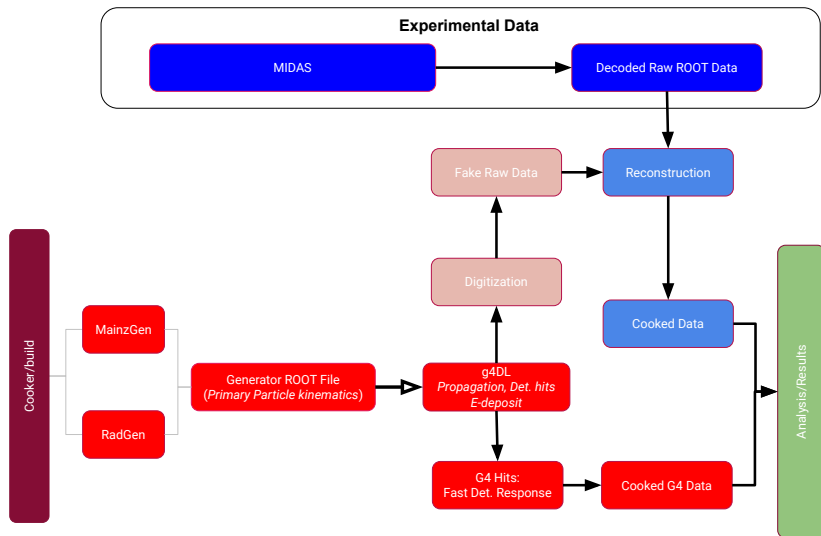 Experimental Data
MIDAS
Decoded Raw ROOT Data
Fake Raw Data
Reconstruction
Digitization
Cooked Data
Cooker/build
MainzGen
RadGen
Generator ROOT File
(Primary Particle kinematics)
g4DL
Propagation, Det. hits
E-deposit
G4 Hits:
Fast Det. Response
Cooked G4 Data
Analysis/Results